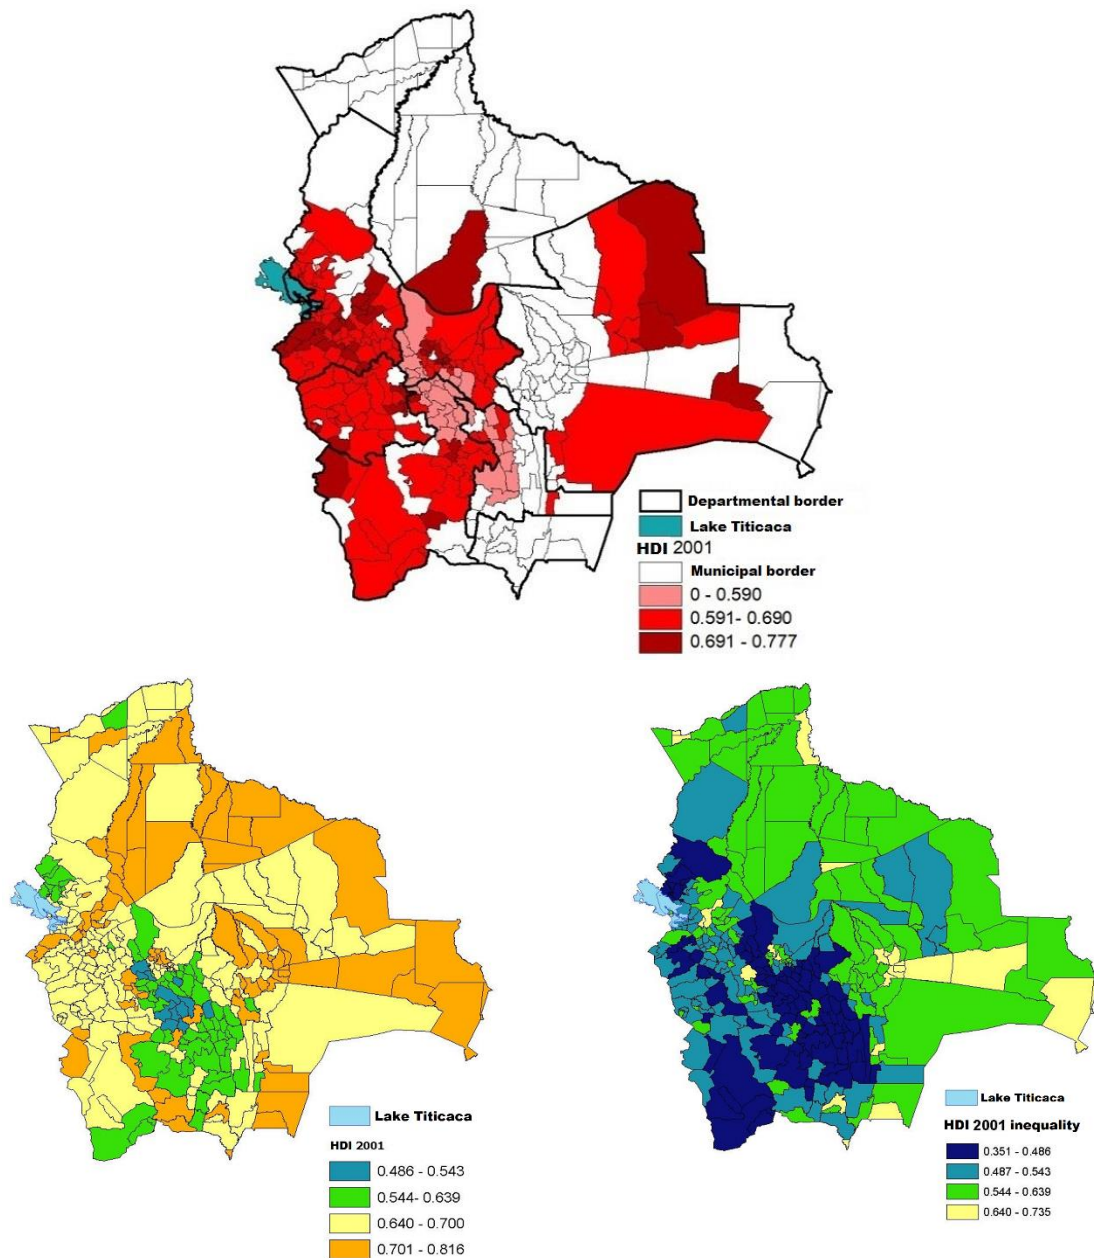 Departmental border
Lake Titicaca
HDI 2001
Municipal border
0 - 0.590
0.591- 0.690
0.691 - 0.777
Lake Titicaca
HDI 2001
0.486 - 0.543
0.544- 0.639
0.640 - 0.700
0.701 - 0.816
Lake Titicaca
HDI 2001 inequality
0.351 - 0.486
0.487 - 0.543
0.544 - 0.639
0.640 - 0.735